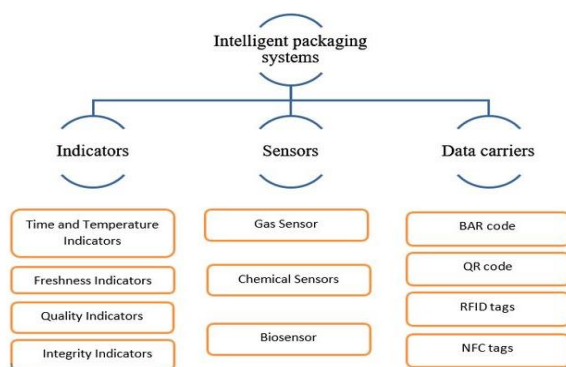 Intelligent packaging
systems
Indicators
Sensors
Data carriers
Time and Temperature
Indicators
Freshness Indicators
Quality Indicators
Integrity Indicators
Gas Sensor
Chemical Sensors
Biosensor
BAR code
QR code
RFID tags
NFC tags